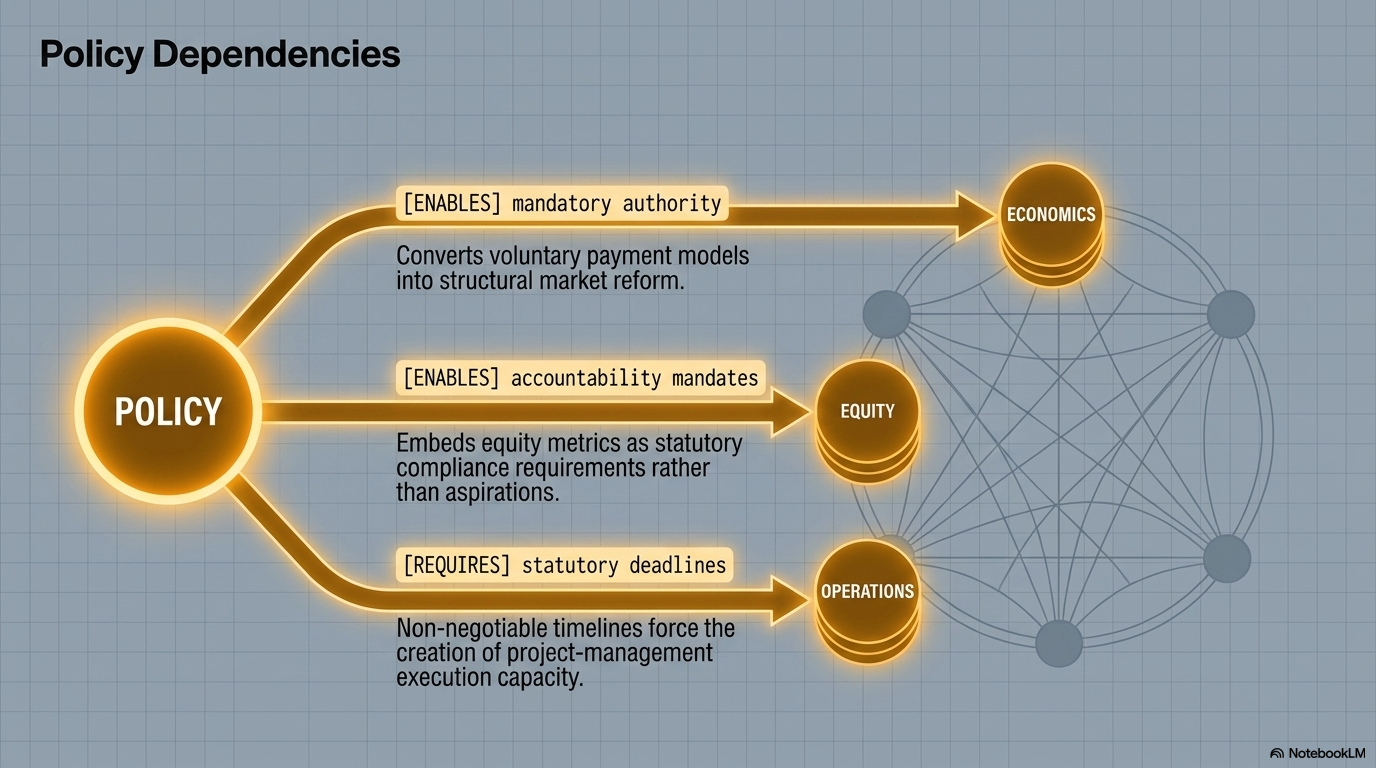 Policy Dependencies
POLICY
[ENABLES] mandatory authority
Converts voluntary payment models
into structural market reform.
ECONOMICS
[ENABLES] accountability mandates
Embeds equity metrics as statutory
compliance requirements rather
than aspirations.
EQUITY
[REQUIRES] statutory deadlines
Non-negotiable timelines force the
creation of project-management
execution capacity.
OPERATIONS
NotebookLM